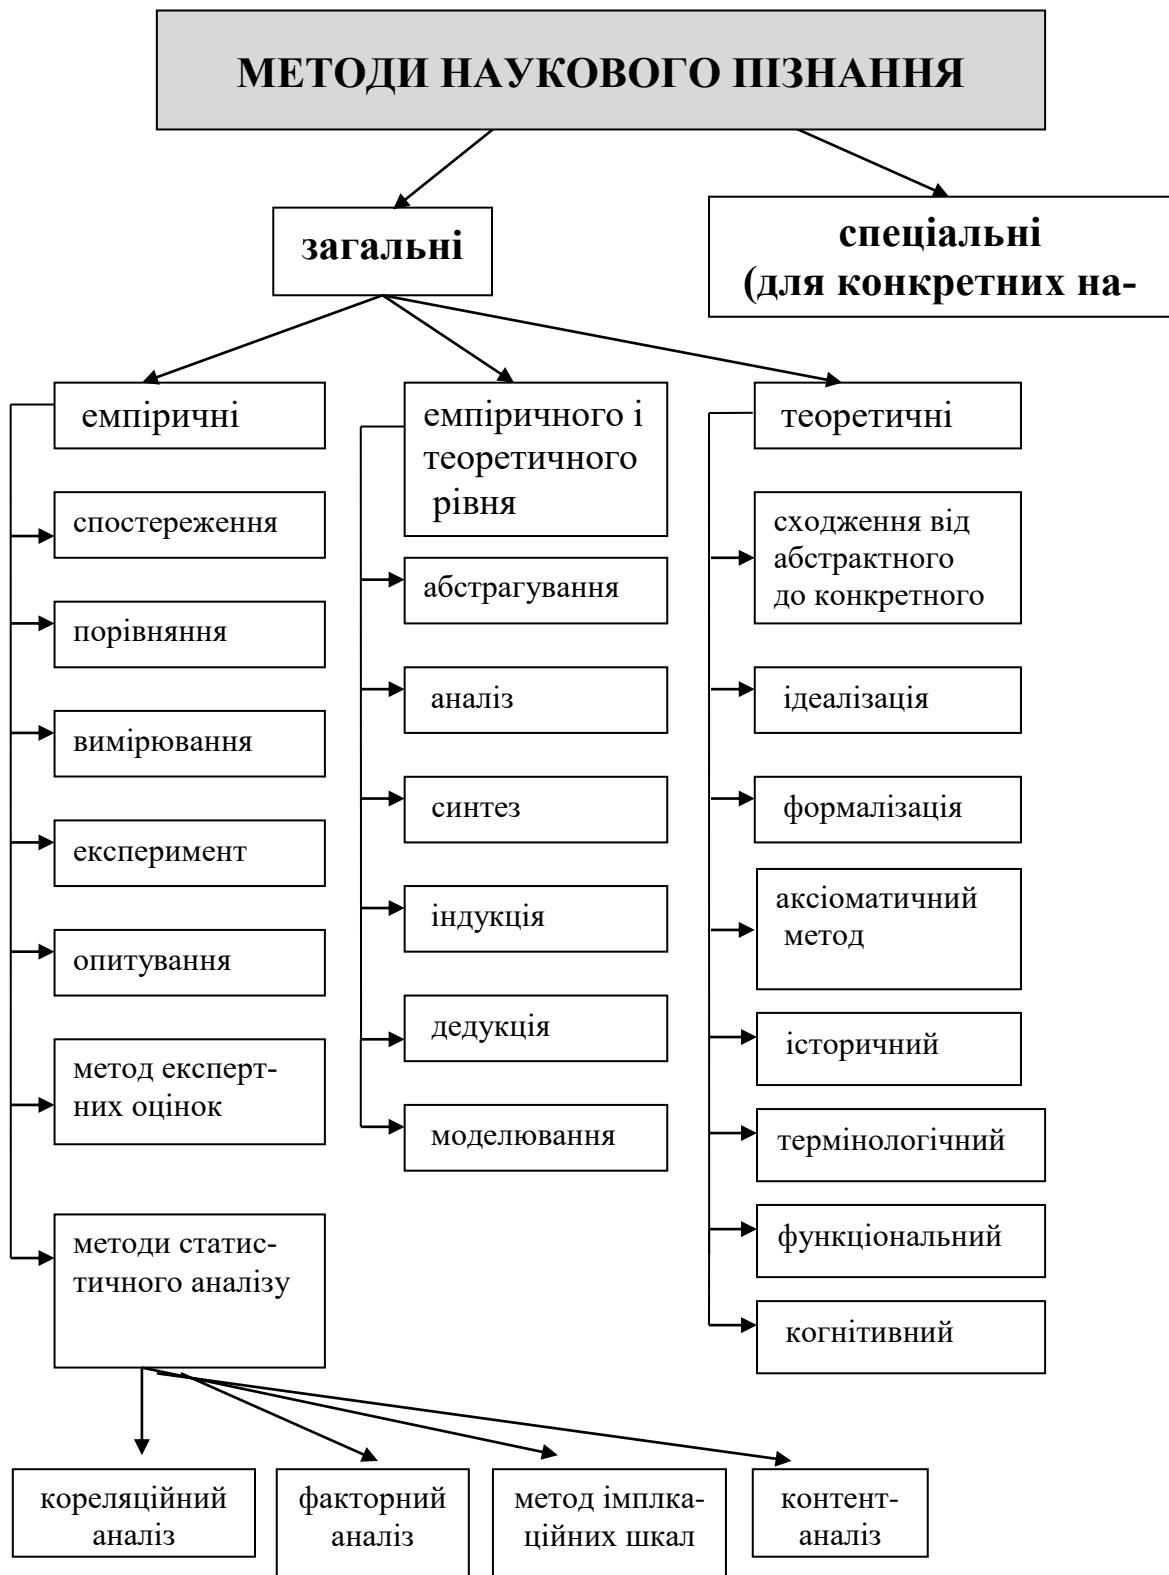 МЕТОДИ НАУКОВОГО ПІЗНАННЯ
загальні
спеціальні
(для конкретних на-
емпіричні
спостереження
порівняння
вимірювання
експеримент
опитування
метод експерт-
них оцінок
методи статис-
тичного аналізу
емпіричного і
теоретичного
рівня
абстрагування
аналіз
синтез
індукція
дедукція
моделювання
теоретичні
сходження від
абстрактного
до конкретного
ідеалізація
формалізація
аксіоматичний
метод
історичний
термінологічний
функціональний
когнітивний
кореляційний
аналіз
факторний
аналіз
метод імплка-
ційних шкал
контент-
аналіз